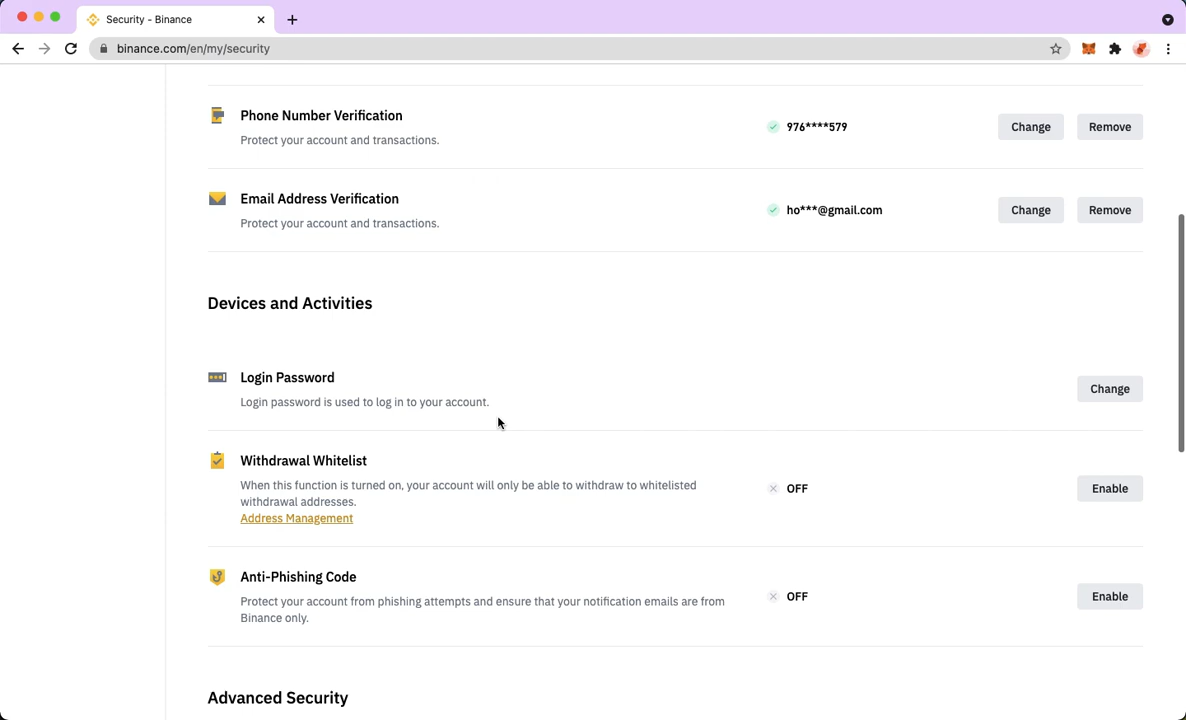 Security - Binance
binance.com/en/my/security
Phone Number Verification
Protect your account and transactions.
976****579
Change
Remove
Email Address Verification
Protect your account and transactions.
ho***@gmail.com
Change
Remove
Devices and Activities
Login Password
Login password is used to log in to your account.
Change
Withdrawal Whitelist
When this function is turned on, your account will only be able to withdraw to whitelisted
withdrawal addresses.
Address Management
OFF
Enable
Anti-Phishing Code
Protect your account from phishing attempts and ensure that your notification emails are from
Binance only.
OFF
Enable
Advanced Security